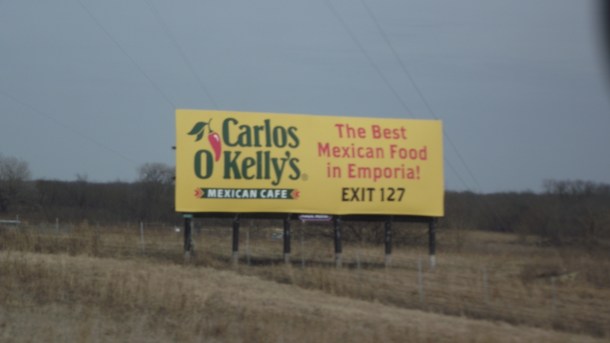 Carlos
O'Kelly's®
MEXICAN CAFE
The Best
Mexican Food
in Emporia!
EXIT 127